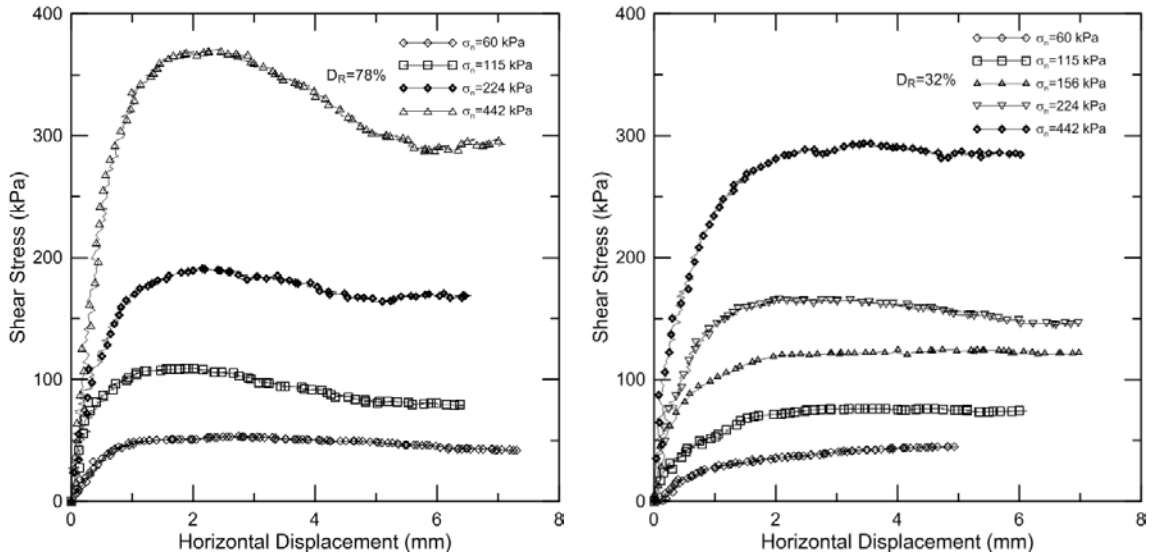 400
300
200
100
0
Shear Stress (kPa)
0 2 4 6 8
Horizontal Displacement (mm)
D_R=78%
σ_n=60 kPa
σ_n=115 kPa
σ_n=224 kPa
σ_n=442 kPa
400
300
200
100
0
Shear Stress (kPa)
0 2 4 6 8
Horizontal Displacement (mm)
D_R=32%
σ_n=60 kPa
σ_n=115 kPa
σ_n=156 kPa
σ_n=224 kPa
σ_n=442 kPa